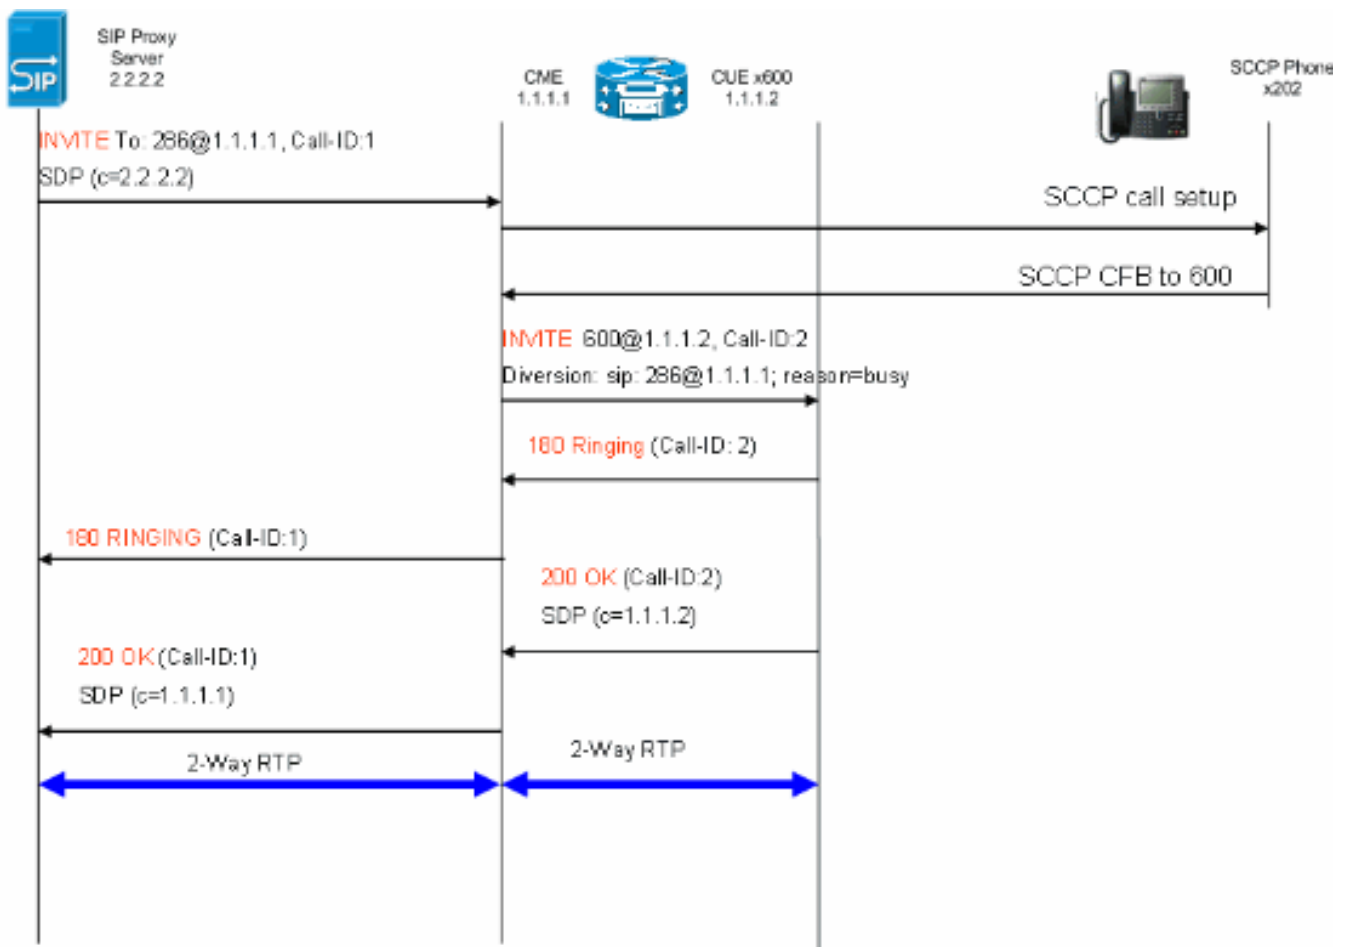 SIP Proxy
Server
2.2.2.2
SIP
CME
1.1.1.1
CUE x600
1.1.1.2
SCCP Phone
x202
INVITE To: 286@1.1.1.1, Call-ID:1
SDP (c=2.2.2.2)
SCCP call setup
SCCP CFB to 600
INVITE 600@1.1.1.2, Call-ID:2
Diversion: sip: 286@1.1.1.1; reason=busy
180 Ringing (Call-ID: 2)
180 RINGING (Call-ID:1)
200 OK (Call-ID:2)
SDP (c=1.1.1.2)
200 OK (Call-ID:1)
SDP (c=1.1.1.1)
2-Way RTP
2-Way RTP